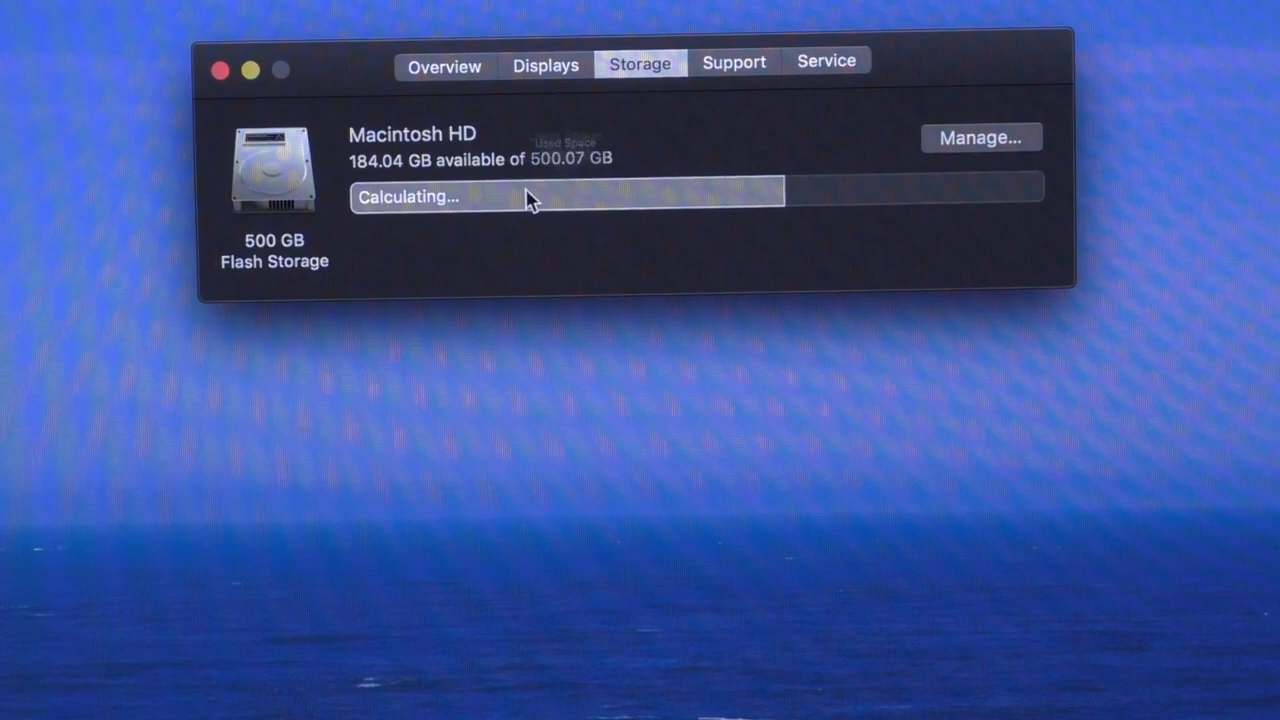 Overview Displays Storage Support Service
Macintosh HD
Manage...
Used Space
184.04 GB available of 500.07 GB
Calculating...
500 GB
Flash Storage